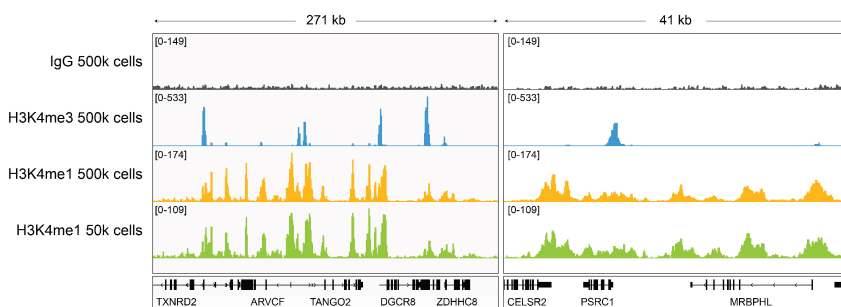 271 kb 41 kb
IgG 500k cells [0-149] [0-149]
H3K4me3 500k cells [0-533] [0-533]
H3K4me1 500k cells [0-174] [0-174]
H3K4me1 50k cells [0-109] [0-109]
TXNRD2 ARVCF TANGO2 DGCR8 ZDHHC8 CELSR2 PSRC1 MRBPHL